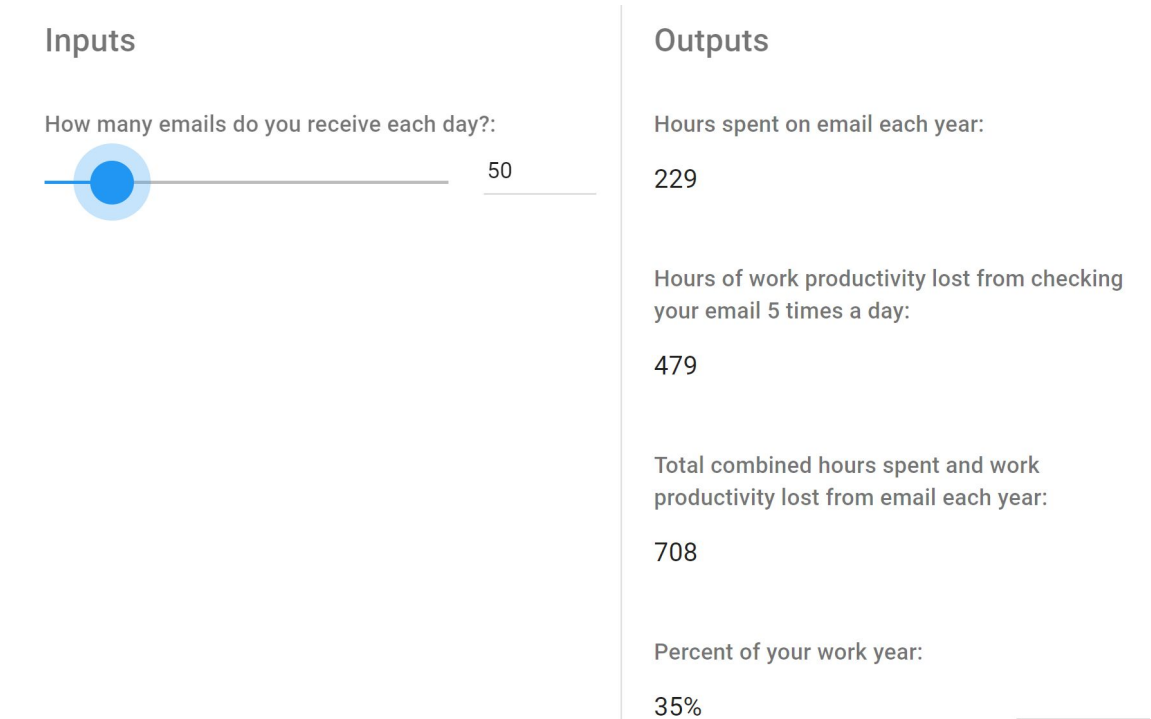 Inputs
How many emails do you receive each day?:
50
Outputs
Hours spent on email each year:
229
Hours of work productivity lost from checking
your email 5 times a day:
479
Total combined hours spent and work
productivity lost from email each year:
708
Percent of your work year:
35%